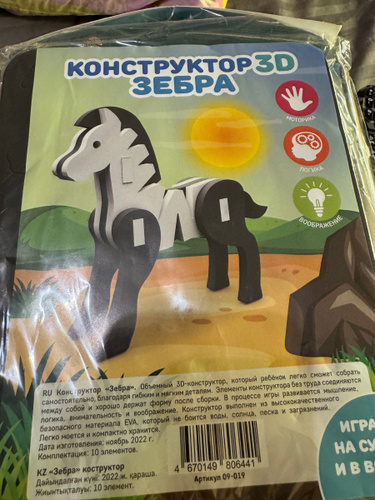 КОНСТРУКТОР 3D
ЗЕБРА
МОТОРИКА
ЛОГИКА
ВООБРАЖЕНИЕ
RU Конструктор «Зебра». Объемный 3D-конструктор, который ребёнок легко сможет собрать
самостоятельно, благодаря гибким и мягким деталям. Элементы конструктора без труда соединяются
между собой и хорошо держат форму после сборки. В процессе игры развивается мышление,
логика, внимательность и воображение. Конструктор выполнен из высококачественного
безопасного материала EVA, который не боится воды, солнца, песка и загрязнений.
Легко моется и компактно хранится.
Дата изготовления: ноябрь 2022 г.
Комплектация: 10 элементов.
KZ «Зебра» коструктор
Дайындалған күні: 2022 ж. қараша.
Жиынтықталуы: 10 элемент.
4 670149 806441
Артикул 09-019
ИГРА
НА СУ
И В В